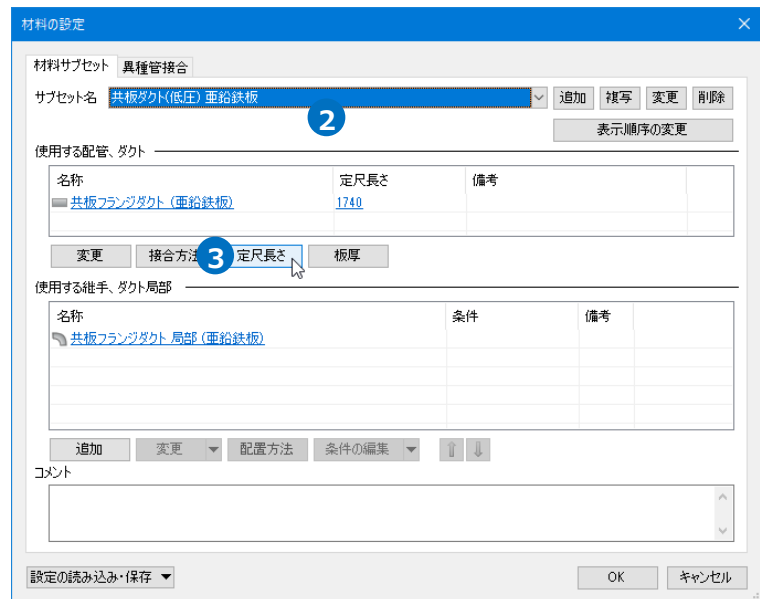 材料の設定
材料サブセット 異種管接合
サブセット名 共板ダクト(低圧) 亜鉛鉄板 追加 複写 変更 削除
2
表示順序の変更
使用する配管、ダクト
名称 定尺長さ 備考
共板フランジダクト (亜鉛鉄板) 1740
変更 接合方法 3 定尺長さ 板厚
使用する継手、ダクト局部
名称 条件 備考
共板フランジダクト 局部 (亜鉛鉄板)
追加 変更 配置方法 条件の編集
コメント
設定の読み込み・保存 OK キャンセル